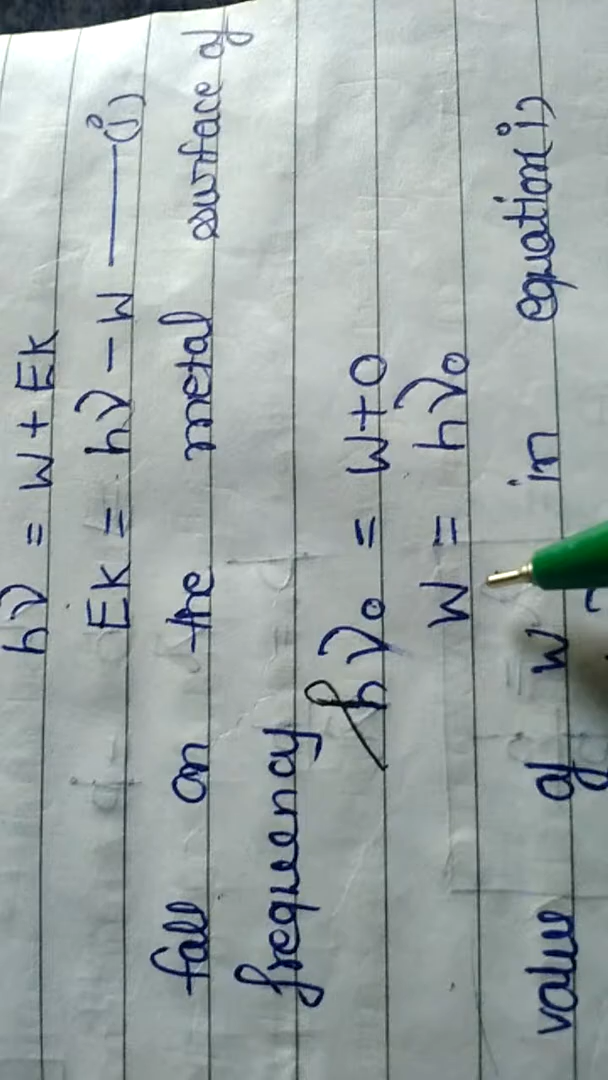 hν = W + Ek
Ek = hν - W ——— (i)
fall on the metal surface of
frequency
hν₀ = W + 0
W = hν₀
value of W in equation (i)